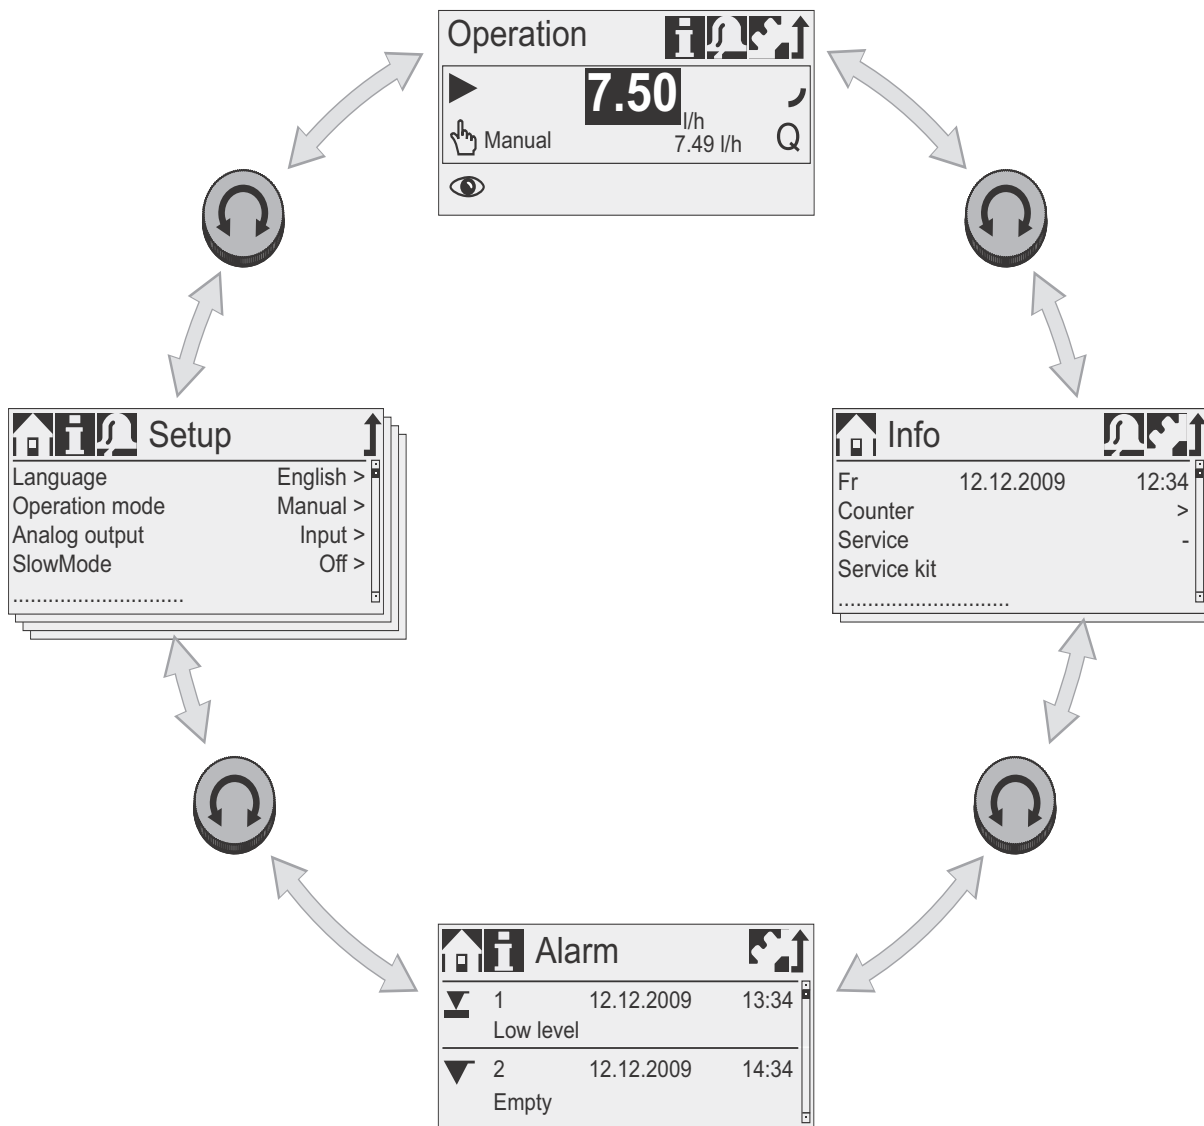 Operation
7.50 l/h
Manual 7.49 l/h Q
Setup
Language English >
Operation mode Manual >
Analog output Input >
SlowMode Off >
.............................
Info
Fr 12.12.2009 12:34
Counter >
Service -
Service kit
.............................
Alarm
1 12.12.2009 13:34
Low level
2 12.12.2009 14:34
Empty